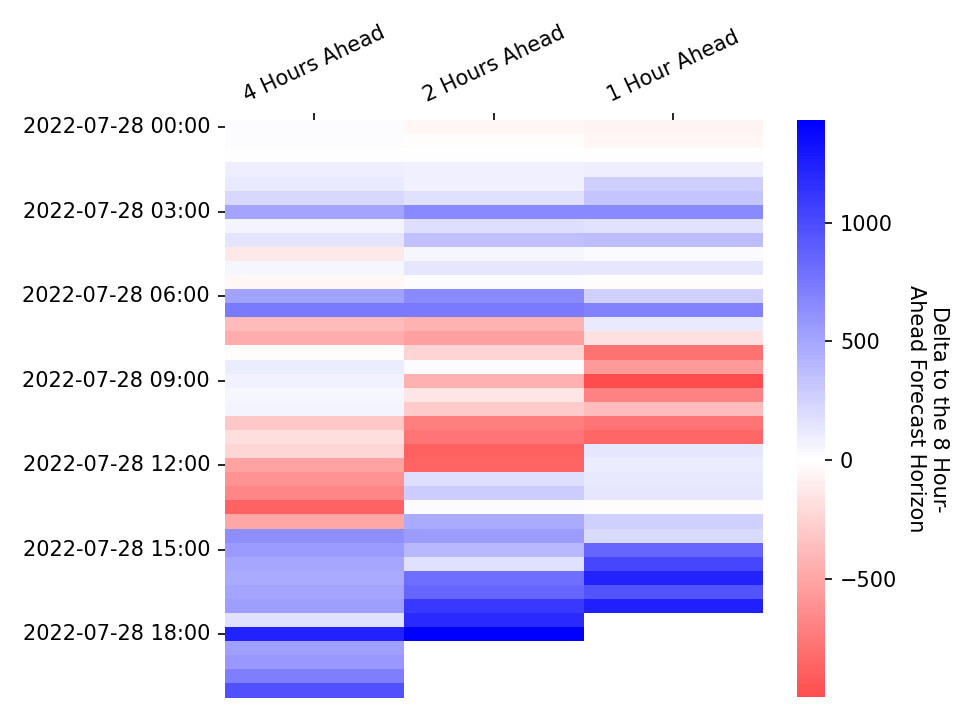 4 Hours Ahead
2 Hours Ahead
1 Hour Ahead
2022-07-28 00:00
2022-07-28 03:00
2022-07-28 06:00
2022-07-28 09:00
2022-07-28 12:00
2022-07-28 15:00
2022-07-28 18:00
1000
500
0
−500
Delta to the 8 Hour-
Ahead Forecast Horizon